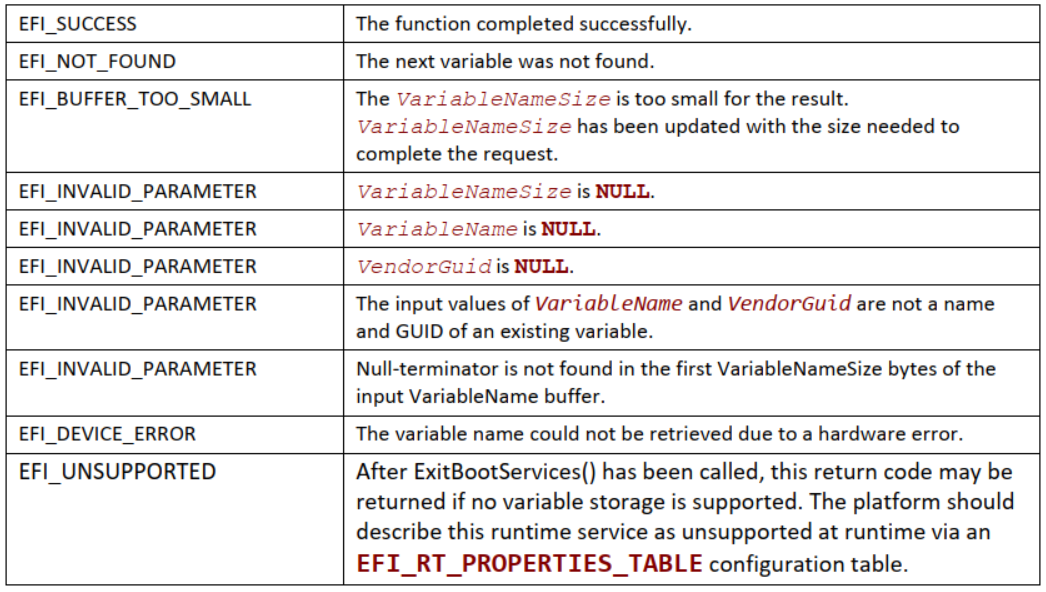 EFI_SUCCESS The function completed successfully.
EFI_NOT_FOUND The next variable was not found.
EFI_BUFFER_TOO_SMALL The VariableNameSize is too small for the result.
VariableNameSize has been updated with the size needed to
complete the request.
EFI_INVALID_PARAMETER VariableNameSize is NULL.
EFI_INVALID_PARAMETER VariableName is NULL.
EFI_INVALID_PARAMETER VendorGuid is NULL.
EFI_INVALID_PARAMETER The input values of VariableName and VendorGuid are not a name
and GUID of an existing variable.
EFI_INVALID_PARAMETER Null-terminator is not found in the first VariableNameSize bytes of the
input VariableName buffer.
EFI_DEVICE_ERROR The variable name could not be retrieved due to a hardware error.
EFI_UNSUPPORTED After ExitBootServices() has been called, this return code may be
returned if no variable storage is supported. The platform should
describe this runtime service as unsupported at runtime via an
EFI_RT_PROPERTIES_TABLE configuration table.